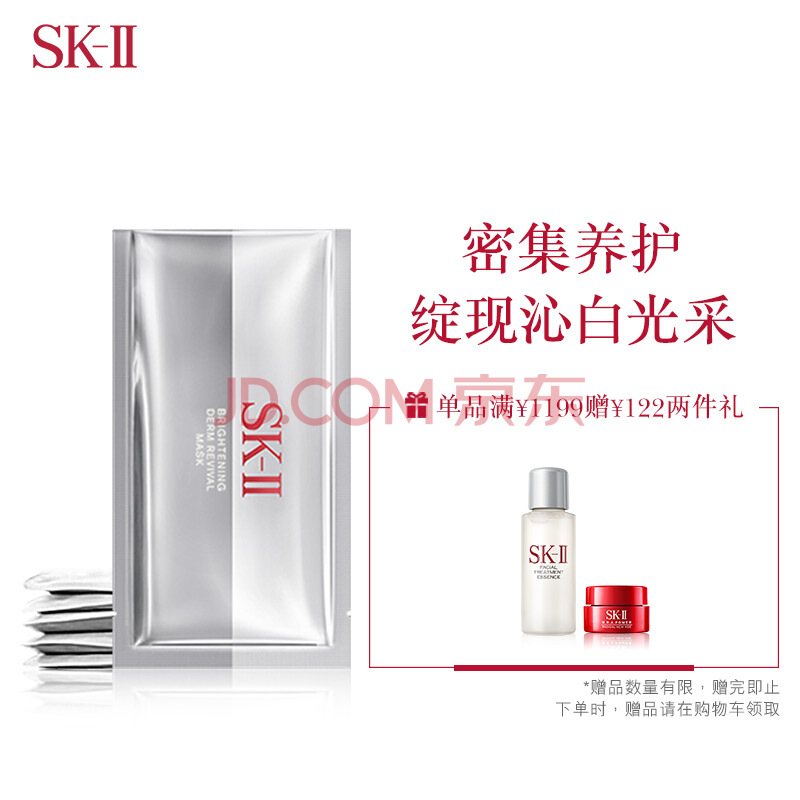 SK-II
密集养护
绽现沁白光采
JD.COM 京东
单品满¥1199赠¥122两件礼
SK-II
BRIGHTENING
DERM REVIVAL
MASK
SK-II
FACIAL
TREATMENT
ESSENCE
SK-II
*赠品数量有限，赠完即止
下单时，赠品请在购物车领取